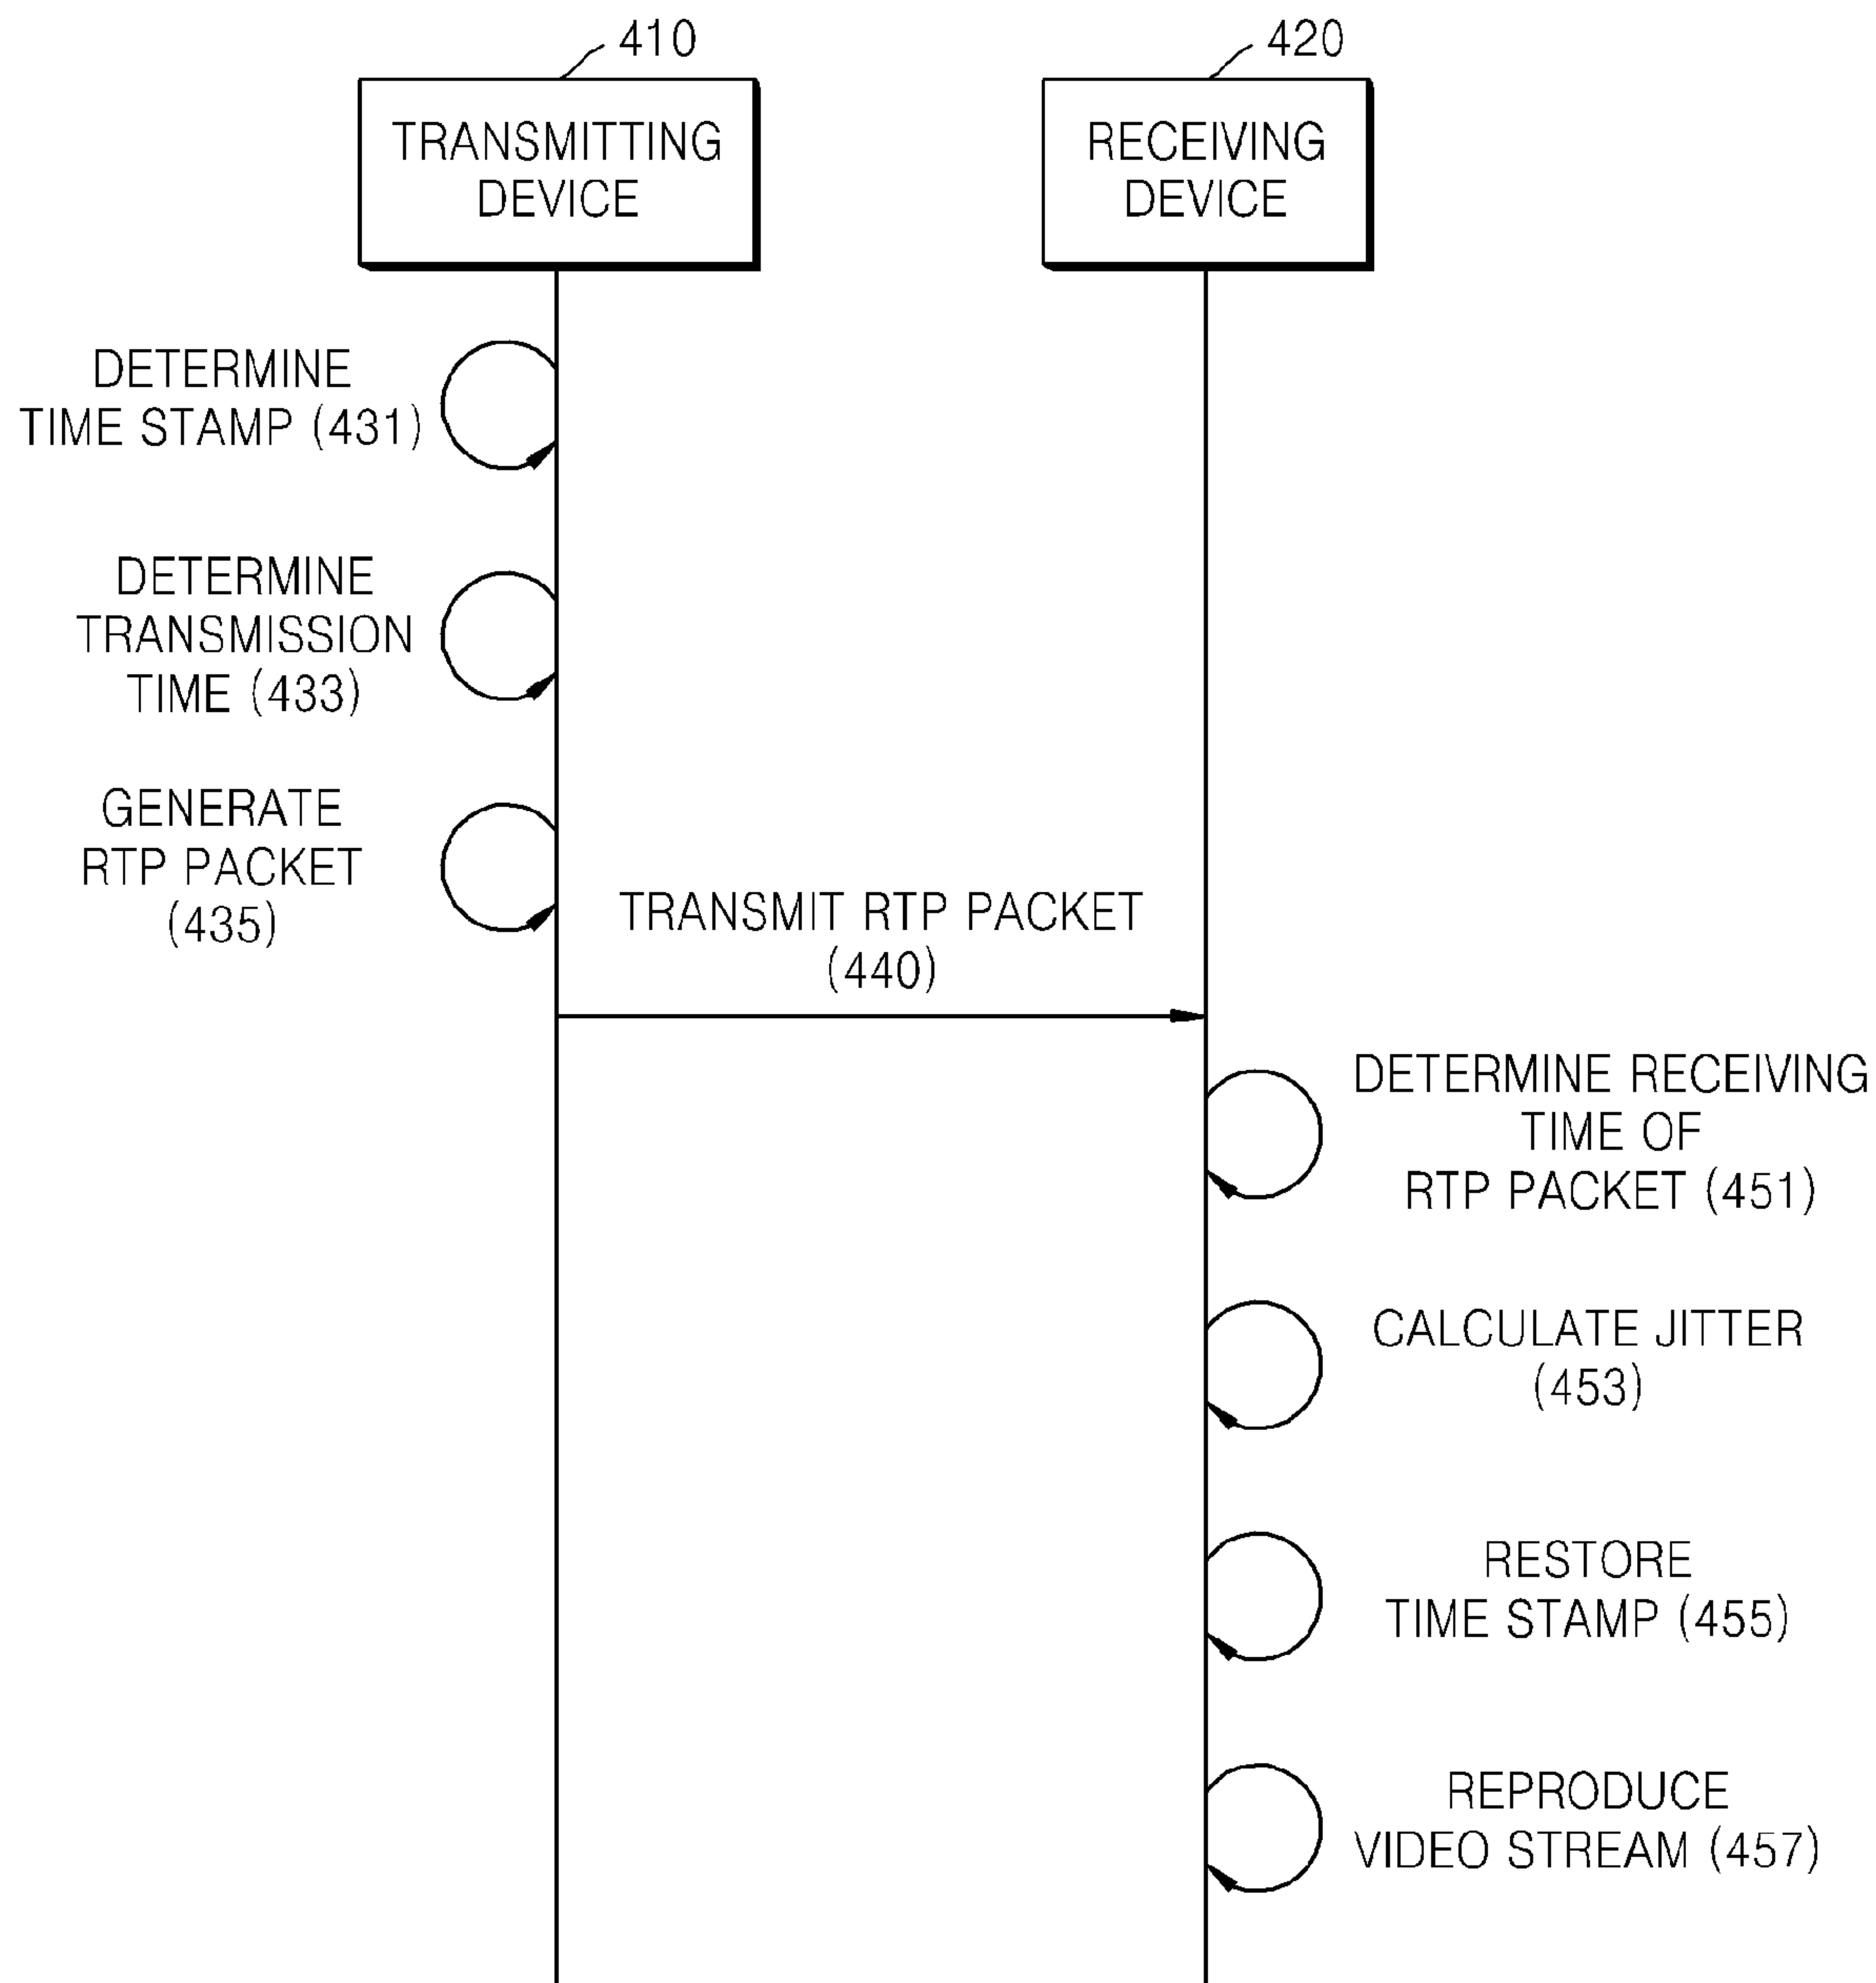 410
420
TRANSMITTING
DEVICE
RECEIVING
DEVICE
DETERMINE
TIME STAMP (431)
DETERMINE
TRANSMISSION
TIME (433)
GENERATE
RTP PACKET
(435)
TRANSMIT RTP PACKET
(440)
DETERMINE RECEIVING
TIME OF
RTP PACKET (451)
CALCULATE JITTER
(453)
RESTORE
TIME STAMP (455)
REPRODUCE
VIDEO STREAM (457)